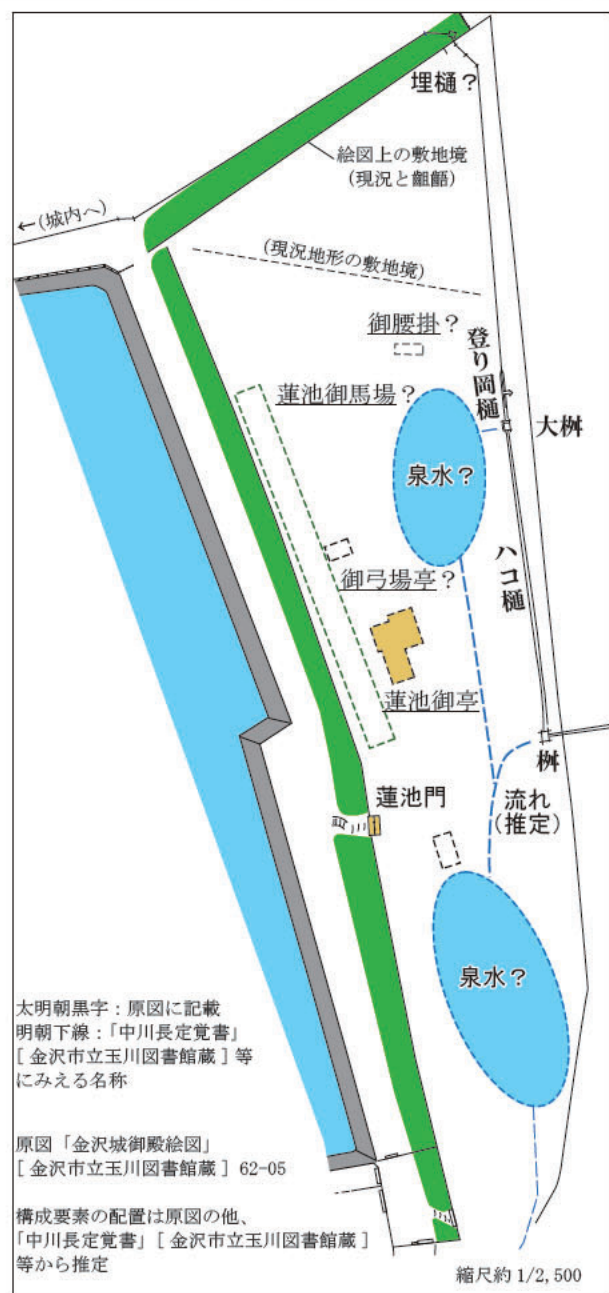 埋樋？
絵図上の敷地境
(現況と齟齬)
←(城内へ)
(現況地形の敷地境)
御腰掛？
登り岡樋
蓮池御馬場？
大桝
泉水？
ハコ樋
御弓場亭？
蓮池御亭
桝
蓮池門
流れ
(推定)
泉水？
太明朝黒字：原図に記載
明朝下線：「中川長定覚書」
[ 金沢市立玉川図書館蔵 ] 等
にみえる名称
原図「金沢城御殿絵図」
[ 金沢市立玉川図書館蔵 ] 62-05
構成要素の配置は原図の他、
「中川長定覚書」[ 金沢市立玉川図書館蔵 ]
等から推定
縮尺約 1/2,500